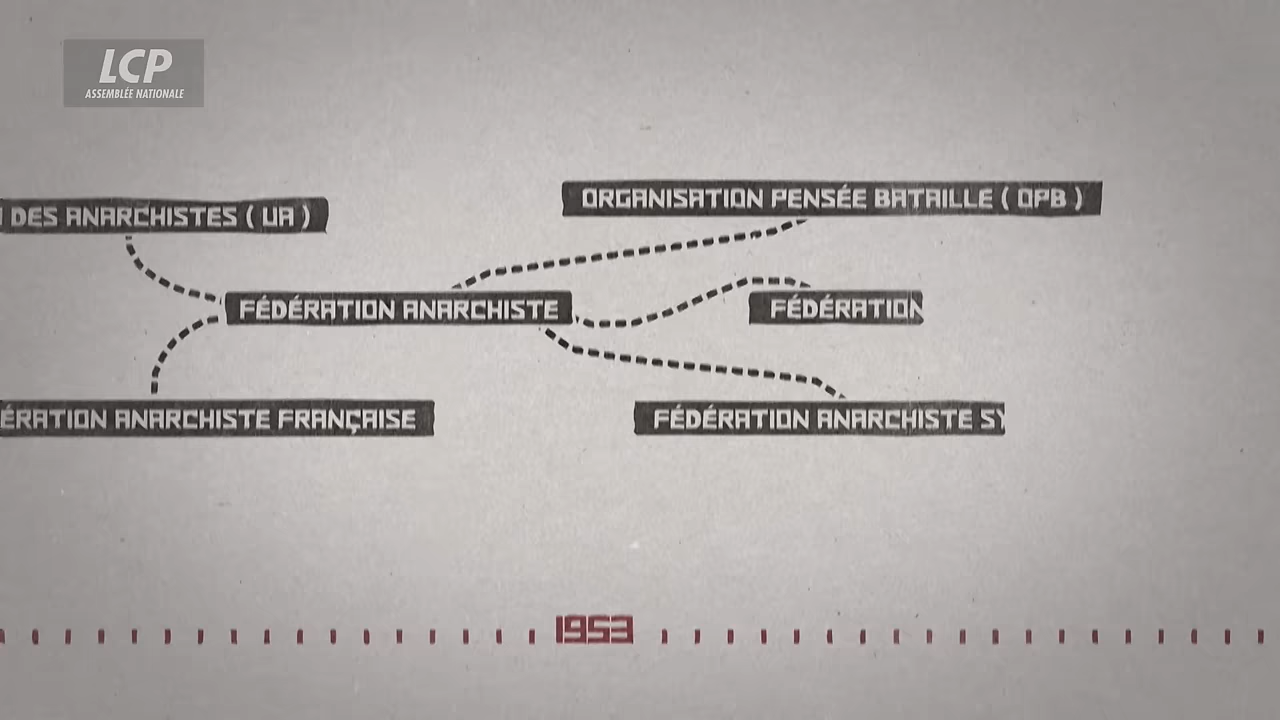 LCP
ASSEMBLÉE NATIONALE
ORGANISATION PENSÉE BATAILLE ( OPB )
DES ANARCHISTES ( UA )
FÉDÉRATION ANARCHISTE
FÉDÉRATION
ÉRATION ANARCHISTE FRANÇAISE
FÉDÉRATION ANARCHISTE SY
1953